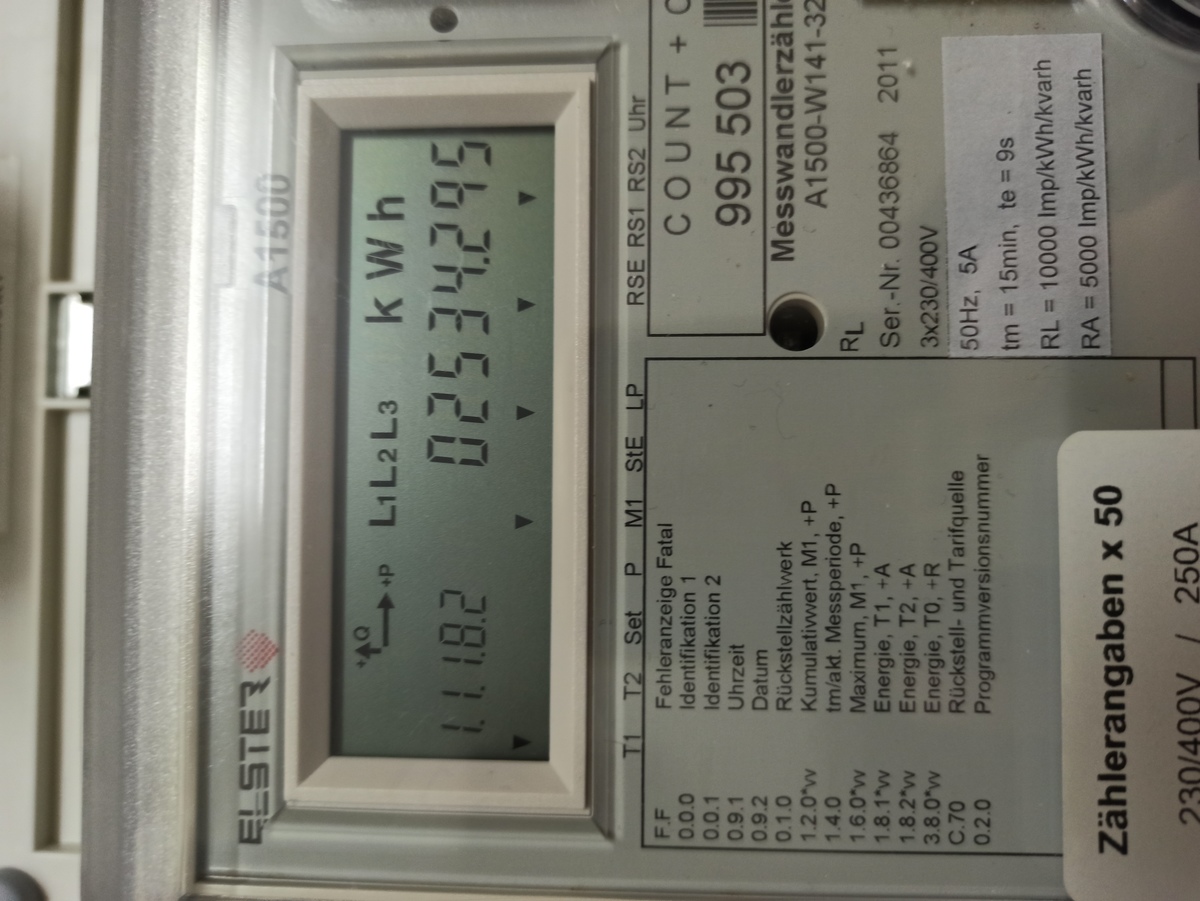 A1500
ELSTER
+Q +P L1L2L3 kWh
1.1.1.8.2 02534.295
T1 T2 Set P M1 StE LP RSE RS1 RS2 Uhr
F.F Fehleranzeige Fatal
0.0.0 Identifikation 1
0.0.1 Identifikation 2
0.9.1 Uhrzeit
0.9.2 Datum
0.1.0 Rückstellzählwerk
1.2.0*vv Kumulativwert, M1, +P
1.4.0 tm/akt. Messperiode, +P
1.6.0*vv Maximum, M1, +P
1.8.1*vv Energie, T1, +A
1.8.2*vv Energie, T2, +A
3.8.0*vv Energie, T0, +R
C.70 Rückstell- und Tarifquelle
0.2.0 Programmversionsnummer
COUNT + C
995 503
Messwandlerzähle
A1500-W141-32
RL
Ser.-Nr. 00436864 2011
3x230/400V
50Hz, 5A
tm = 15min, te = 9s
RL = 10000 Imp/kWh/kvarh
RA = 5000 Imp/kWh/kvarh
Zählerangaben x 50
230/400V / 250A